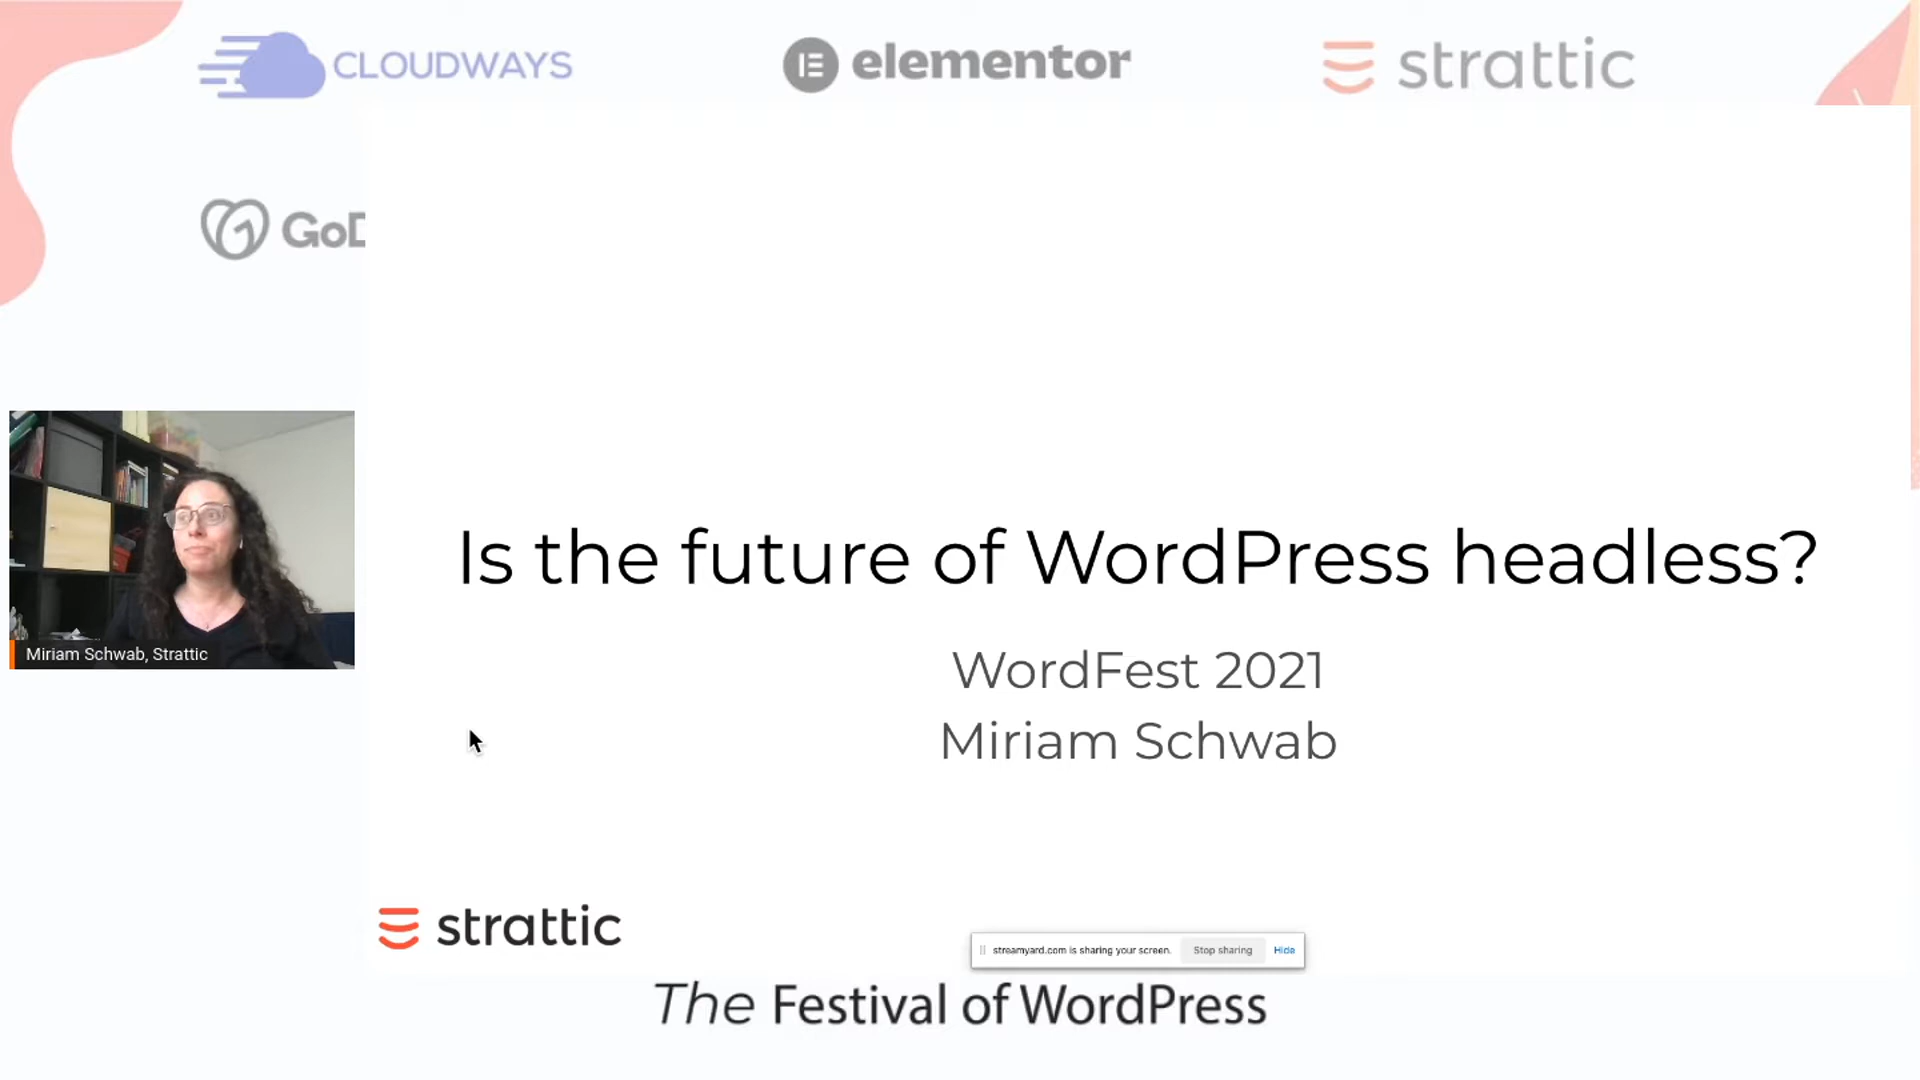 CLOUDWAYS
elementor
strattic
GoD
Is the future of WordPress headless?
WordFest 2021
Miriam Schwab
Miriam Schwab, Strattic
strattic
streamyard.com is sharing your screen. Stop sharing Hide
The Festival of WordPress